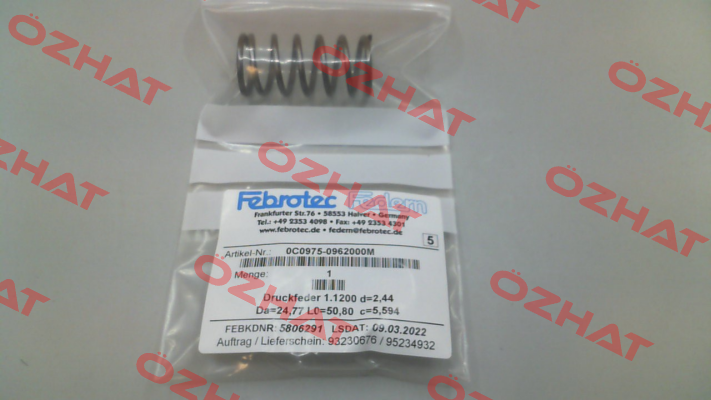 ÖZHAT
ÖZHAT
ÖZHAT
ÖZHAT
ÖZHAT
ÖZHAT
ÖZHAT
Febrotec Federn
Frankfurter Str.76 • 58553 Halver • Germany
Tel.: +49 2353 4098 • Fax: +49 2353 4301
www.febrotec.de • federn@febrotec.de
5
Artikel-Nr.: 0C0975-0962000M
Menge: 1
Druckfeder 1.1200 d=2,44
Da=24,77 L0=50,80 c=5,594
FEBKDNR: 5806291 LSDAT: 09.03.2022
Auftrag / Lieferschein: 93230676 / 95234932